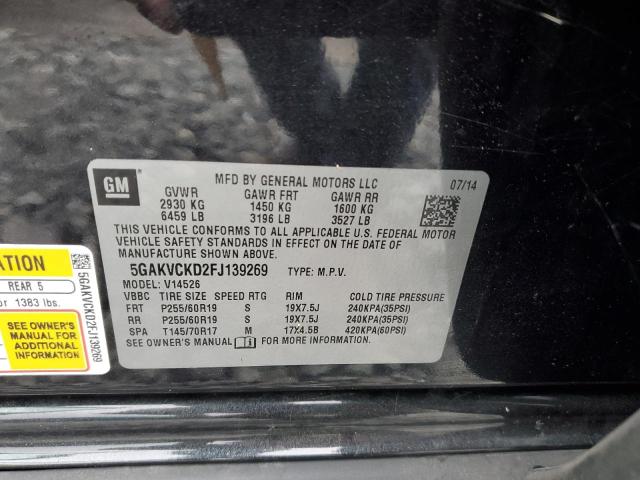 GM
MFD BY GENERAL MOTORS LLC
07/14
GVWR GAWR FRT GAWR RR
2930 KG 1450 KG 1600 KG
6459 LB 3196 LB 3527 LB
THIS VEHICLE CONFORMS TO ALL APPLICABLE U.S. FEDERAL MOTOR
VEHICLE SAFETY STANDARDS IN EFFECT ON THE DATE OF
MANUFACTURE SHOWN ABOVE.
5GAKVCKD2FJ139269 TYPE: M.P.V.
MODEL: V14526
VBBC TIRE SIZE SPEED RTG RIM COLD TIRE PRESSURE
FRT P255/60R19 S 19X7.5J 240KPA(35PSI)
RR P255/60R19 S 19X7.5J 240KPA(35PSI)
SPA T145/70R17 M 17X4.5B 420KPA(60PSI)
SEE OWNER'S MANUAL FOR MORE INFORMATION.
ATION
REAR 5
or 1383 lbs.
SEE OWNER'S
MANUAL FOR
ADDITIONAL
INFORMATION
5GAKVCKD2FJ139269